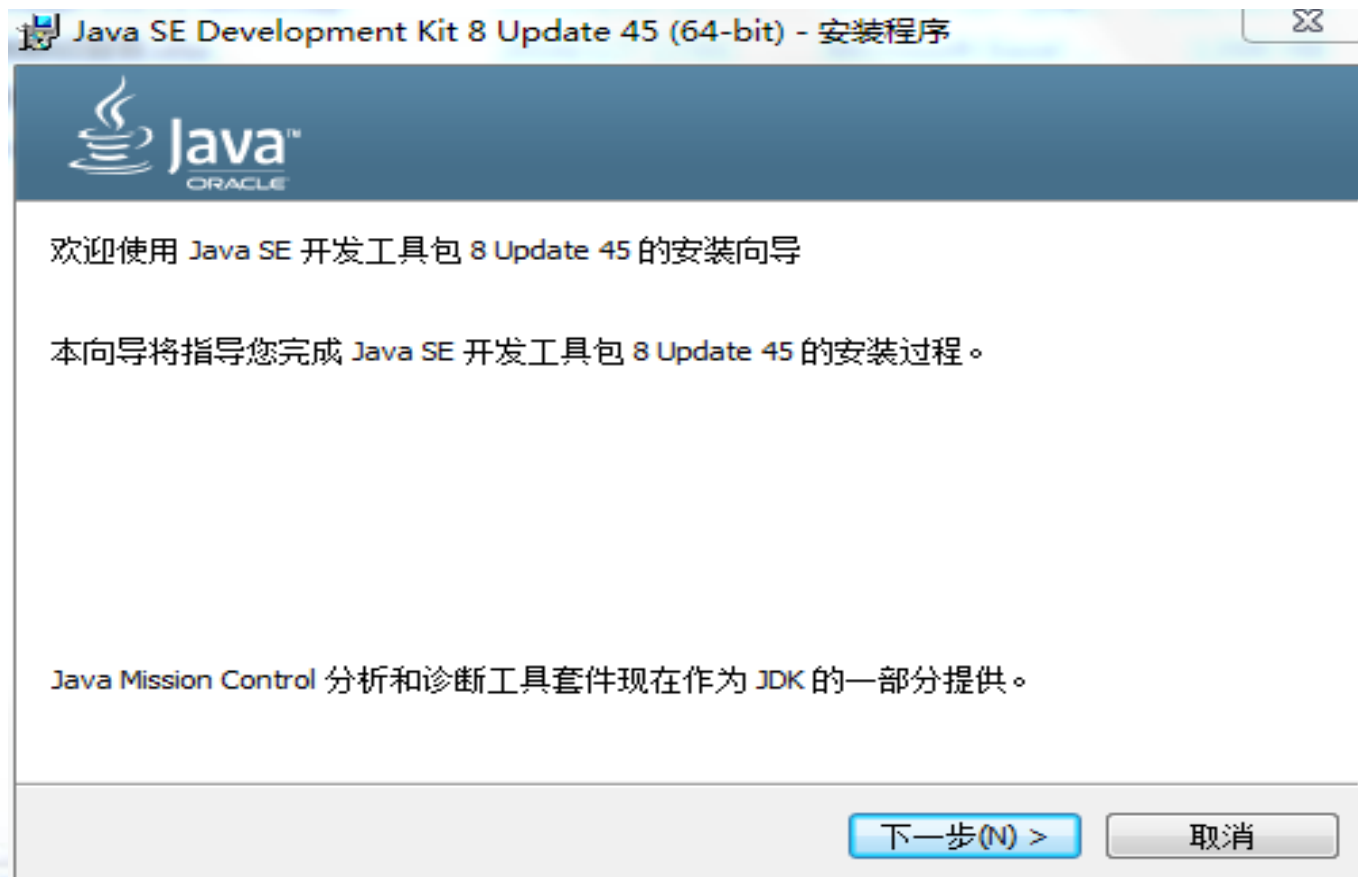 Java SE Development Kit 8 Update 45 (64-bit) - 安装程序
Java™
ORACLE
欢迎使用 Java SE 开发工具包 8 Update 45 的安装向导
本向导将指导您完成 Java SE 开发工具包 8 Update 45 的安装过程。
Java Mission Control 分析和诊断工具套件现在作为 JDK 的一部分提供。
下一步(N) > 取消